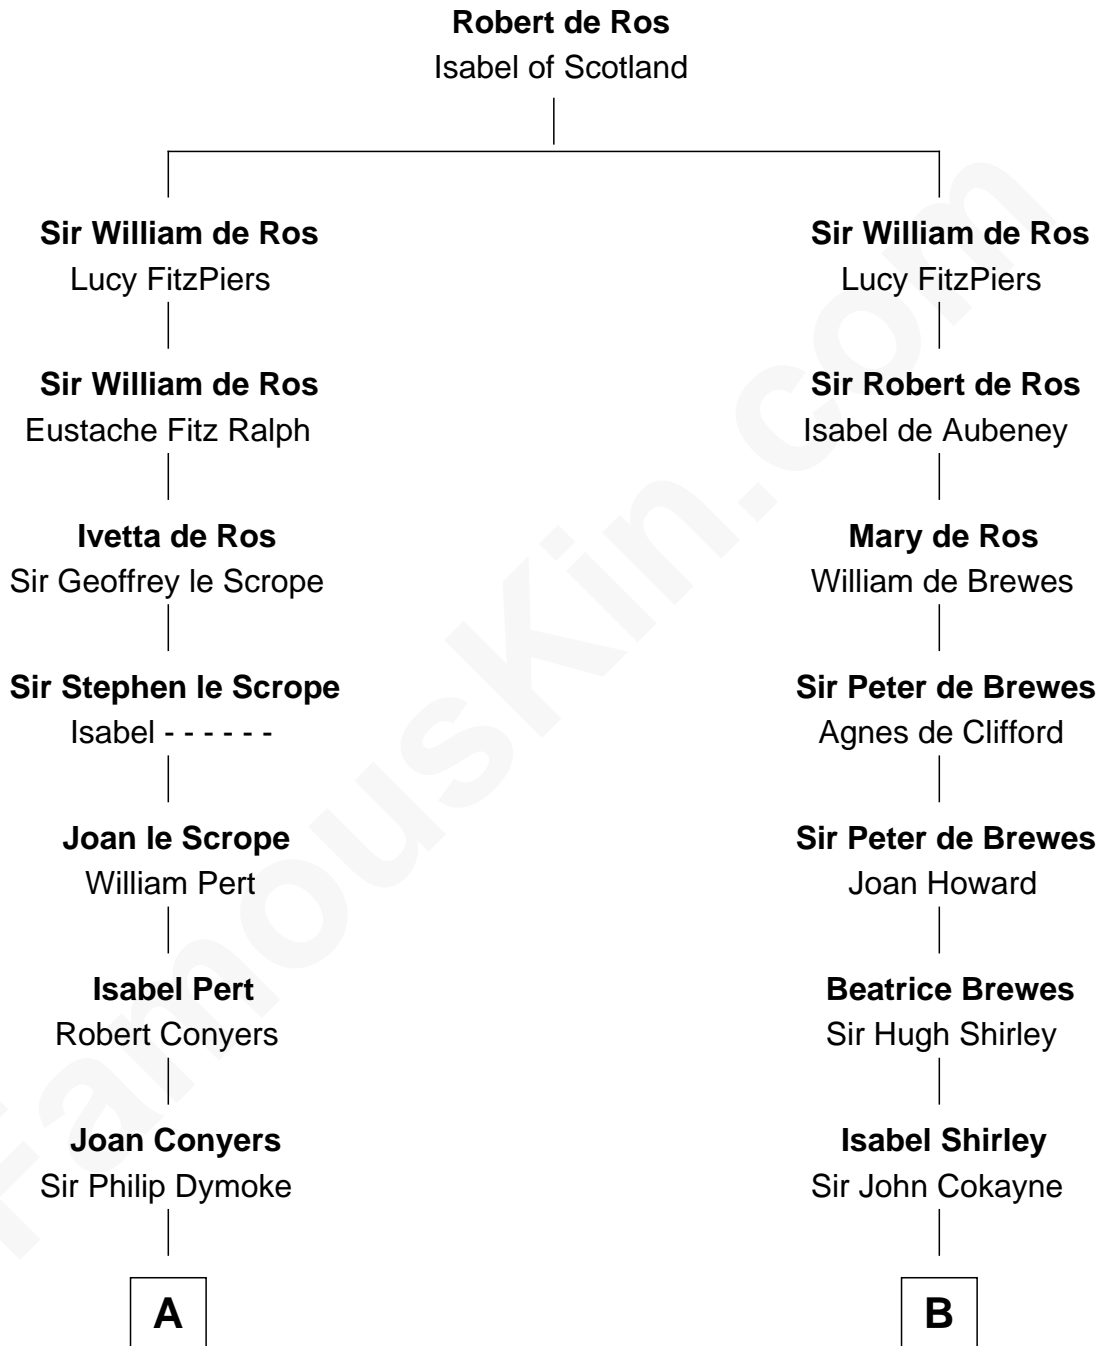 Robert de Ros
Isabel of Scotland
Sir William de Ros
Lucy FitzPiers
Sir William de Ros
Lucy FitzPiers
Sir William de Ros
Eustache Fitz Ralph
Sir Robert de Ros
Isabel de Aubeney
Ivetta de Ros
Sir Geoffrey le Scrope
Mary de Ros
William de Brewes
Sir Stephen le Scrope
Isabel - - - - - -
Sir Peter de Brewes
Agnes de Clifford
Joan le Scrope
William Pert
Sir Peter de Brewes
Joan Howard
Isabel Pert
Robert Conyers
Beatrice Brewes
Sir Hugh Shirley
Joan Conyers
Sir Philip Dymoke
Isabel Shirley
Sir John Cokayne
A
B
FamousKin.com